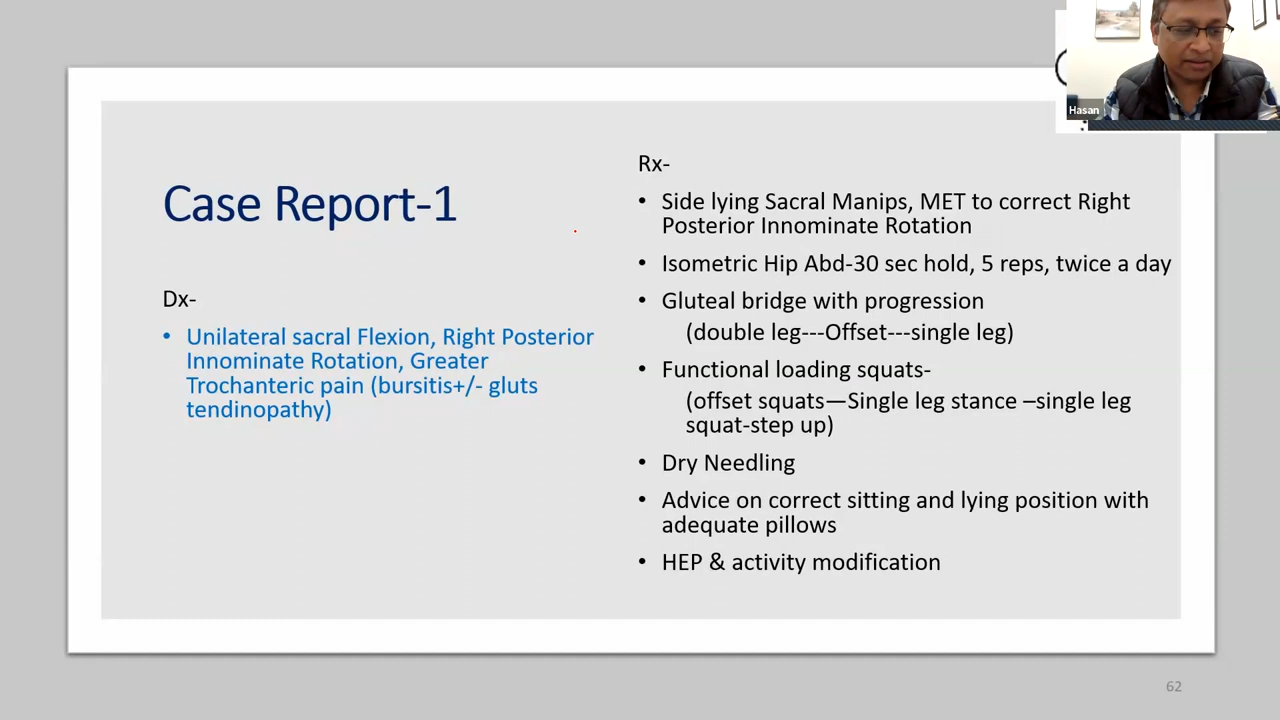 Hasan
Case Report-1
Dx-
• Unilateral sacral Flexion, Right Posterior
Innominate Rotation, Greater
Trochanteric pain (bursitis+/- gluts
tendinopathy)
Rx-
• Side lying Sacral Manips, MET to correct Right
Posterior Innominate Rotation
• Isometric Hip Abd-30 sec hold, 5 reps, twice a day
• Gluteal bridge with progression
(double leg---Offset---single leg)
• Functional loading squats-
(offset squats—Single leg stance –single leg
squat-step up)
• Dry Needling
• Advice on correct sitting and lying position with
adequate pillows
• HEP & activity modification
62